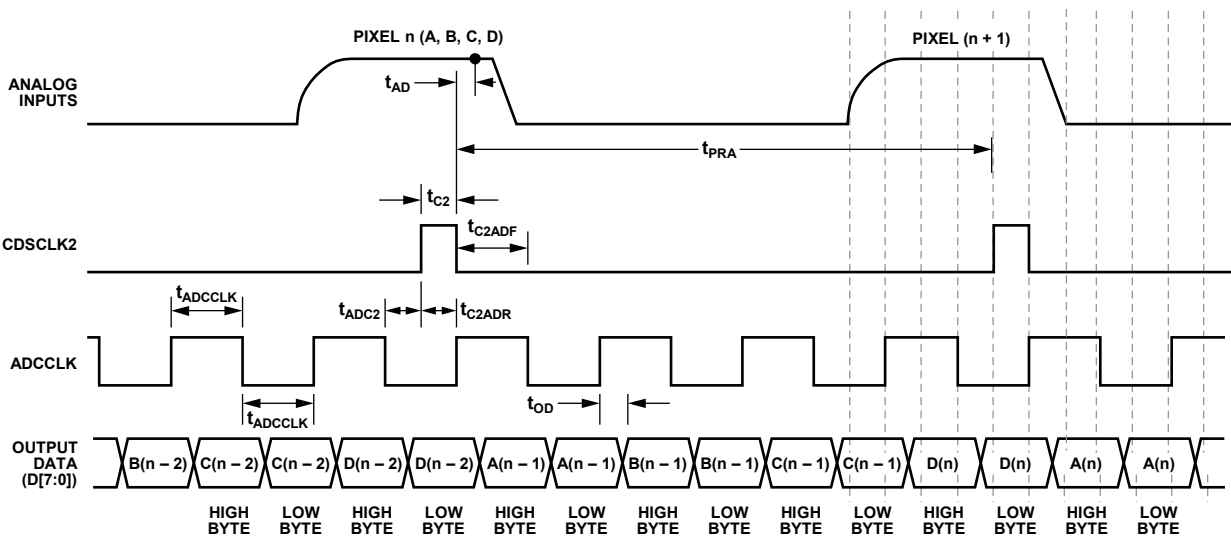 PIXEL n (A, B, C, D)
PIXEL (n + 1)
ANALOG
INPUTS
tAD
tPRA
tC2
tC2ADF
CDSCLK2
tADCCLK
tADC2
tC2ADR
ADCCLK
tADCCLK
tOD
OUTPUT
DATA
(D[7:0])
B(n – 2) C(n – 2) C(n – 2) D(n – 2) D(n – 2) A(n – 1) A(n – 1) B(n – 1) B(n – 1) C(n – 1) C(n – 1) D(n) D(n) A(n) A(n)
HIGH LOW HIGH LOW HIGH LOW HIGH LOW HIGH LOW HIGH LOW HIGH LOW
BYTE BYTE BYTE BYTE BYTE BYTE BYTE BYTE BYTE BYTE BYTE BYTE BYTE BYTE